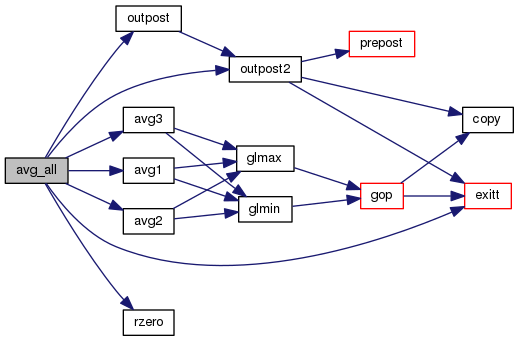 outpost
prepost
outpost2
copy
avg3
glmax
avg_all
avg1
gop
exitt
glmin
avg2
rzero